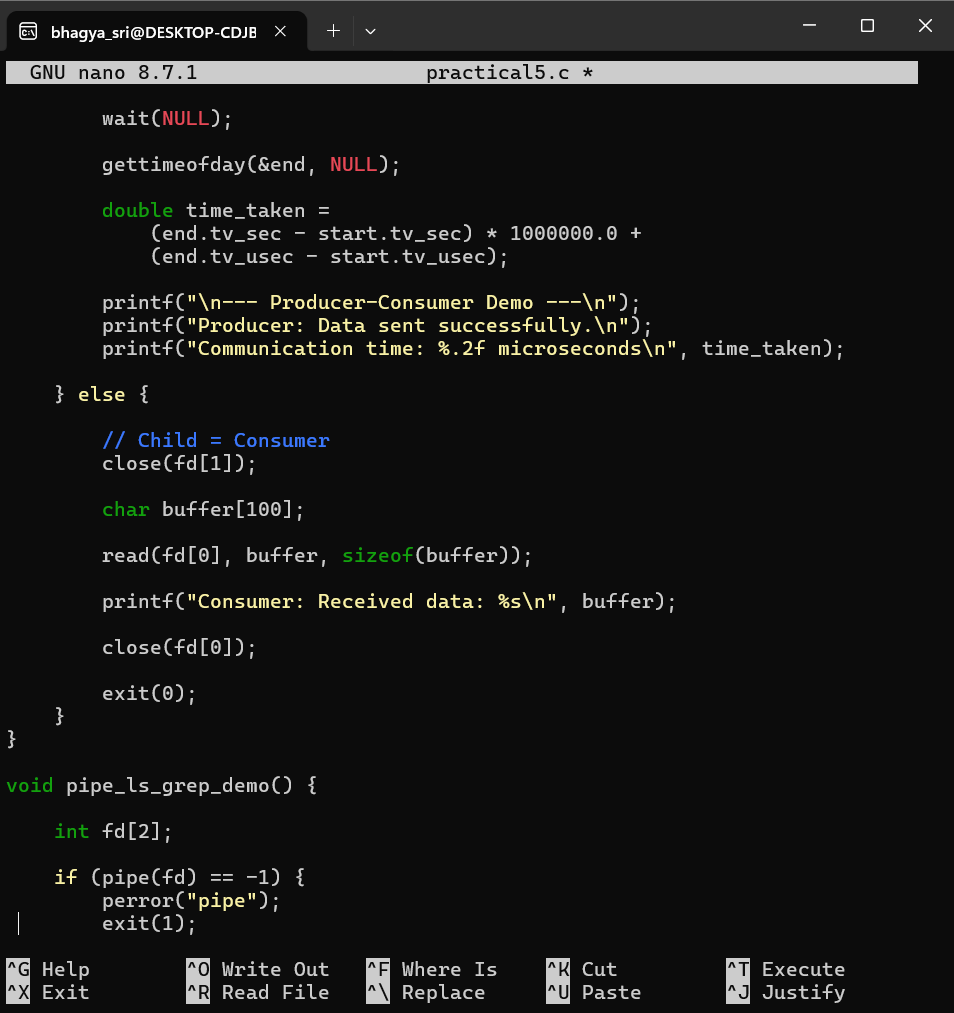 bhagya_sri@DESKTOP-CDJB
GNU nano 8.7.1 practical5.c *
wait(NULL);
gettimeofday(&end, NULL);
double time_taken =
(end.tv_sec - start.tv_sec) * 1000000.0 +
(end.tv_usec - start.tv_usec);
printf("\n--- Producer-Consumer Demo ---\n");
printf("Producer: Data sent successfully.\n");
printf("Communication time: %.2f microseconds\n", time_taken);
} else {
// Child = Consumer
close(fd[1]);
char buffer[100];
read(fd[0], buffer, sizeof(buffer));
printf("Consumer: Received data: %s\n", buffer);
close(fd[0]);
exit(0);
}
}
void pipe_ls_grep_demo() {
int fd[2];
if (pipe(fd) == -1) {
perror("pipe");
exit(1);
^G Help ^O Write Out ^F Where Is ^K Cut ^T Execute
^X Exit ^R Read File ^\ Replace ^U Paste ^J Justify